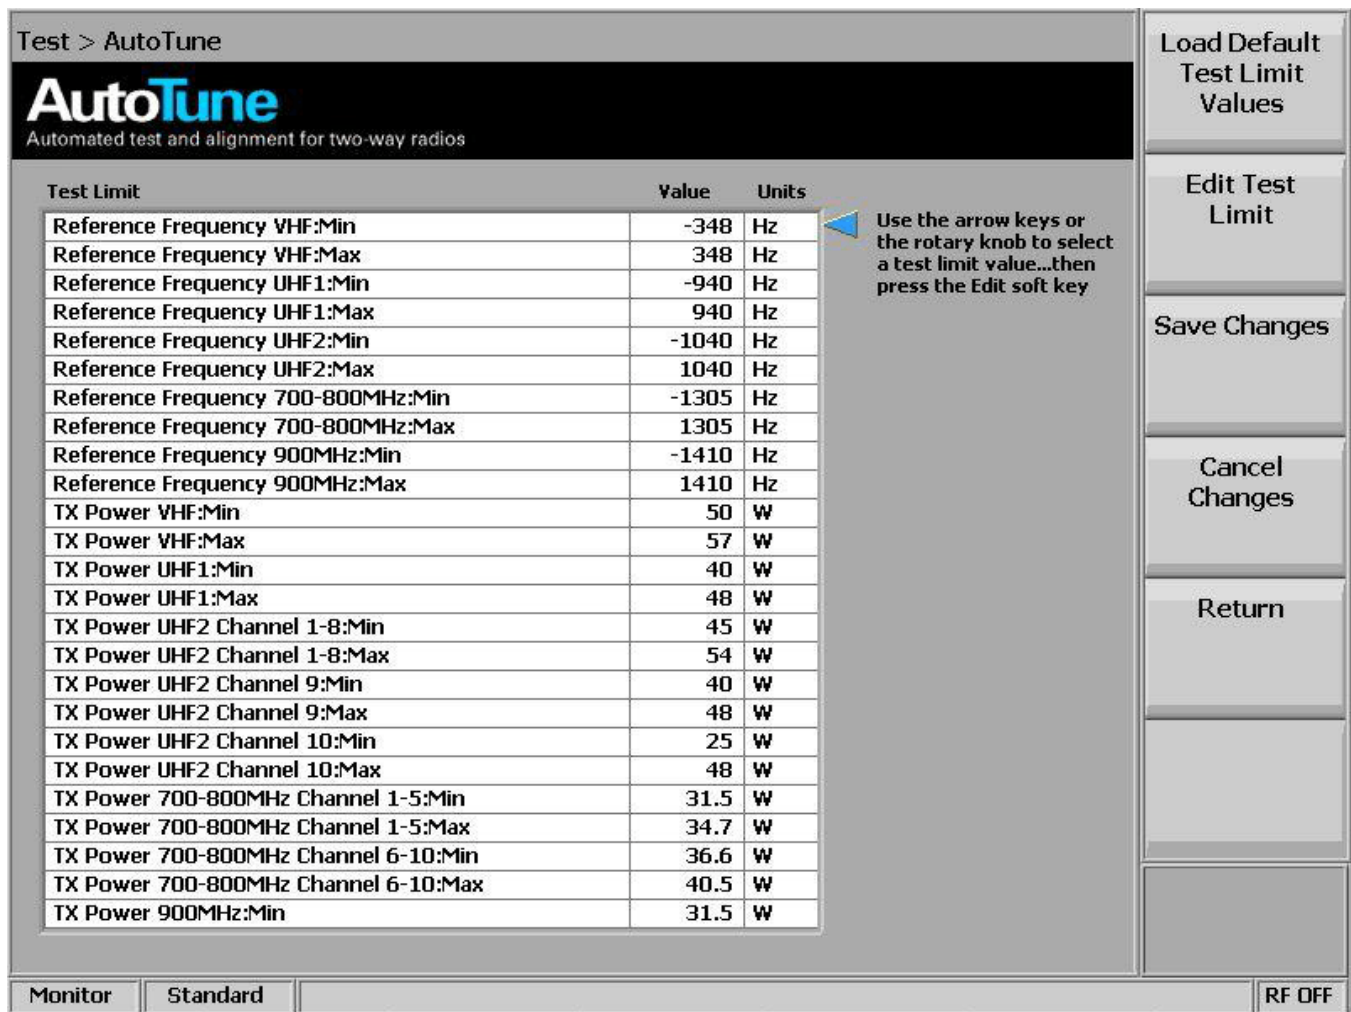 Test > AutoTune
AutoTune
Automated test and alignment for two-way radios
Test Limit Value Units
Reference Frequency VHF:Min -348 Hz
Reference Frequency VHF:Max 348 Hz
Reference Frequency UHF1:Min -940 Hz
Reference Frequency UHF1:Max 940 Hz
Reference Frequency UHF2:Min -1040 Hz
Reference Frequency UHF2:Max 1040 Hz
Reference Frequency 700-800MHz:Min -1305 Hz
Reference Frequency 700-800MHz:Max 1305 Hz
Reference Frequency 900MHz:Min -1410 Hz
Reference Frequency 900MHz:Max 1410 Hz
TX Power VHF:Min 50 W
TX Power VHF:Max 57 W
TX Power UHF1:Min 40 W
TX Power UHF1:Max 48 W
TX Power UHF2 Channel 1-8:Min 45 W
TX Power UHF2 Channel 1-8:Max 54 W
TX Power UHF2 Channel 9:Min 40 W
TX Power UHF2 Channel 9:Max 48 W
TX Power UHF2 Channel 10:Min 25 W
TX Power UHF2 Channel 10:Max 48 W
TX Power 700-800MHz Channel 1-5:Min 31.5 W
TX Power 700-800MHz Channel 1-5:Max 34.7 W
TX Power 700-800MHz Channel 6-10:Min 36.6 W
TX Power 700-800MHz Channel 6-10:Max 40.5 W
TX Power 900MHz:Min 31.5 W
Use the arrow keys or
the rotary knob to select
a test limit value...then
press the Edit soft key
Load Default
Test Limit
Values
Edit Test
Limit
Save Changes
Cancel
Changes
Return
Monitor Standard RF OFF